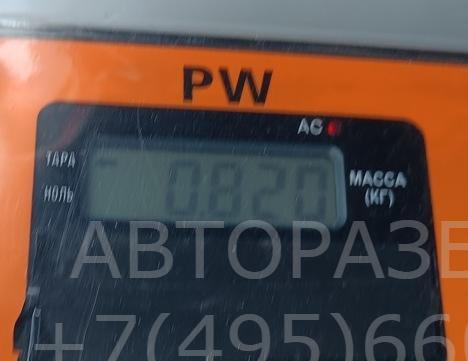 PW
AC
ТАРА
НОЛЬ
0.820
МАССА
(КГ)
АВТОРАЗБ
+7(495)66